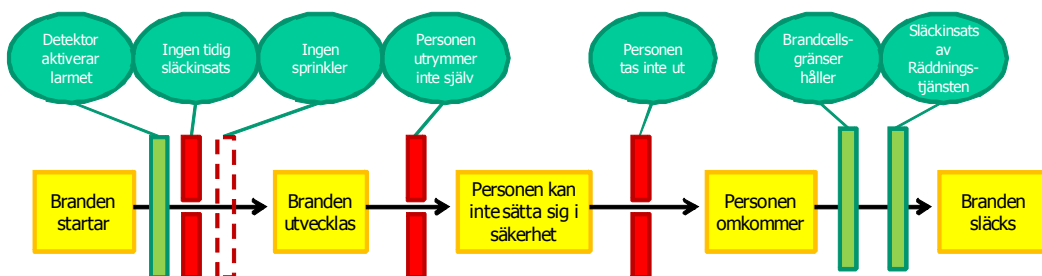 Detektor
aktiverar
larmet
Ingen tidig
släckinsats
Ingen
sprinkler
Personen
utrymmer
inte själv
Personen
tas inte ut
Brandcells-
gränser
håller
Släckinsats
av
Räddnings-
tjänsten
Branden
startar
Branden
utvecklas
Personen kan
inte sätta sig i
säkerhet
Personen
omkommer
Branden
släcks